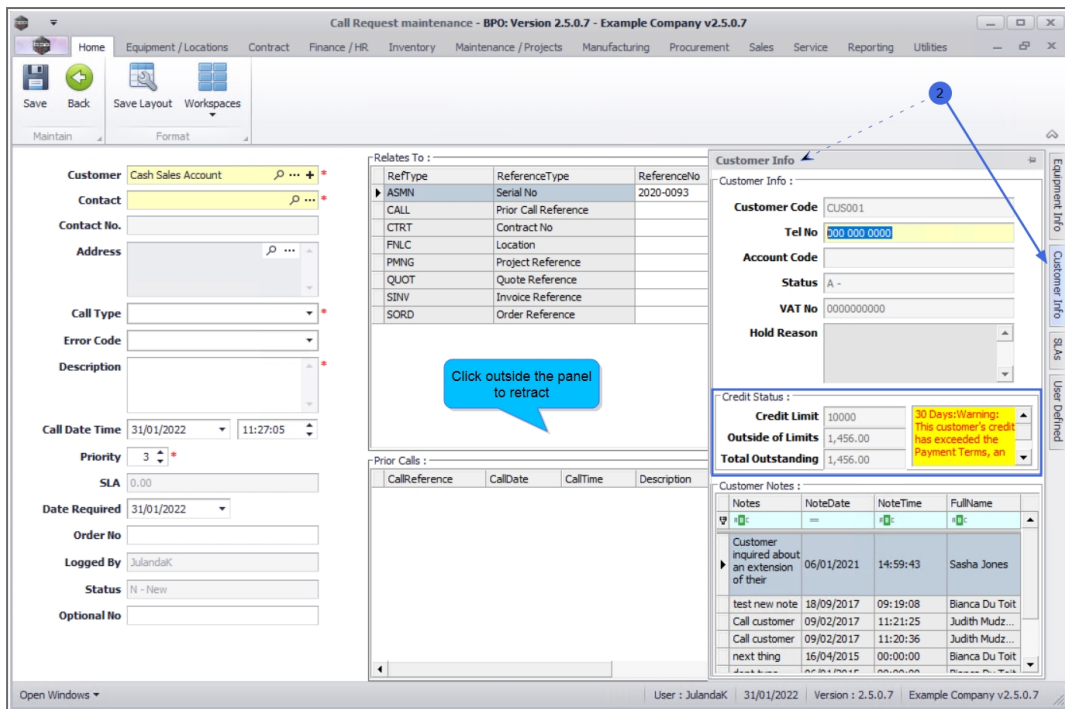 Call Request maintenance - BPO: Version 2.5.0.7 - Example Company v2.5.0.7
Home Equipment / Locations Contract Finance / HR Inventory Maintenance / Projects Manufacturing Procurement Sales Service Reporting Utilities
Save Back Save Layout Workspaces
Maintain Format
2
Customer Cash Sales Account *
Contact *
Contact No.
Address
Call Type *
Error Code
Description *
Call Date Time 31/01/2022 11:27:05
Priority 3 *
SLA 0.00
Date Required 31/01/2022
Order No
Logged By JulandaK
Status N - New
Optional No
Relates To :
RefType ReferenceType ReferenceNo
ASMN Serial No 2020-0093
CALL Prior Call Reference
CTRT Contract No
FNLC Location
PMNG Project Reference
QUOT Quote Reference
SINV Invoice Reference
SORD Order Reference
Click outside the panel
to retract
Prior Calls :
CallReference CallDate CallTime Description
Customer Info
Customer Info :
Customer Code CUS001
Tel No 000 000 0000
Account Code
Status A -
VAT No 0000000000
Hold Reason
Credit Status :
Credit Limit 10000
Outside of Limits 1,456.00
Total Outstanding 1,456.00
30 Days:Warning:
This customer's credit
has exceeded the
Payment Terms, an
Customer Notes :
Notes NoteDate NoteTime FullName
Customer
inquired about
an extension
of their
06/01/2021 14:59:43 Sasha Jones
test new note 18/09/2017 09:19:08 Bianca Du Toit
Call customer 09/02/2017 11:21:25 Judith Mudz...
Call customer 09/02/2017 11:20:36 Judith Mudz...
next thing 16/04/2015 00:00:00 Bianca Du Toit
Equipment Info
Customer Info
SLAs
User Defined
Open Windows User : JulandaK 31/01/2022 Version : 2.5.0.7 Example Company v2.5.0.7